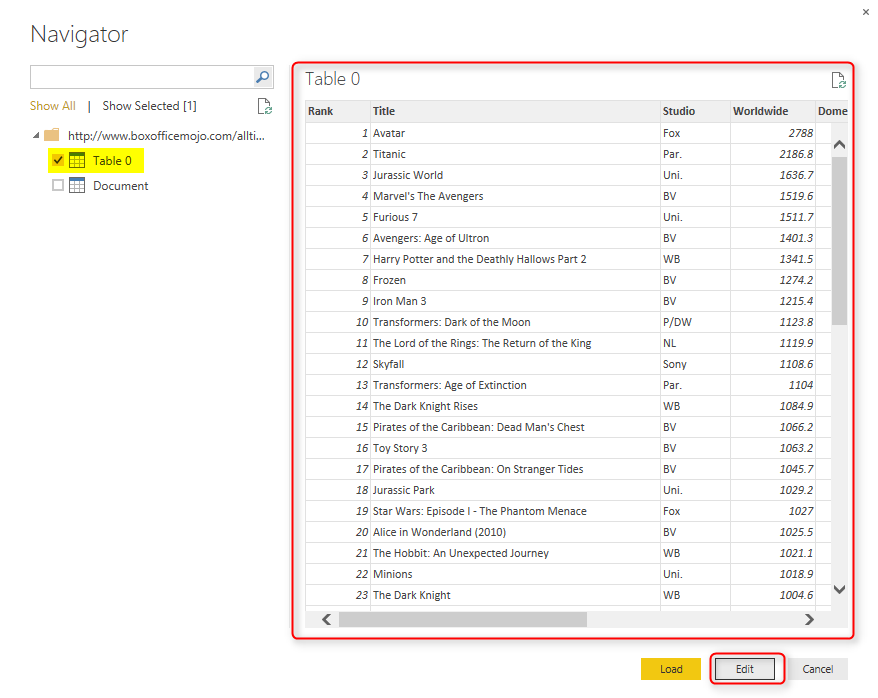 Navigator
Show All | Show Selected [1]
http://www.boxofficemojo.com/allti...
Table 0
Document
Table 0
Rank Title Studio Worldwide Dome
1 Avatar Fox 2788
2 Titanic Par. 2186.8
3 Jurassic World Uni. 1636.7
4 Marvel's The Avengers BV 1519.6
5 Furious 7 Uni. 1511.7
6 Avengers: Age of Ultron BV 1401.3
7 Harry Potter and the Deathly Hallows Part 2 WB 1341.5
8 Frozen BV 1274.2
9 Iron Man 3 BV 1215.4
10 Transformers: Dark of the Moon P/DW 1123.8
11 The Lord of the Rings: The Return of the King NL 1119.9
12 Skyfall Sony 1108.6
13 Transformers: Age of Extinction Par. 1104
14 The Dark Knight Rises WB 1084.9
15 Pirates of the Caribbean: Dead Man's Chest BV 1066.2
16 Toy Story 3 BV 1063.2
17 Pirates of the Caribbean: On Stranger Tides BV 1045.7
18 Jurassic Park Uni. 1029.2
19 Star Wars: Episode I - The Phantom Menace Fox 1027
20 Alice in Wonderland (2010) BV 1025.5
21 The Hobbit: An Unexpected Journey WB 1021.1
22 Minions Uni. 1018.9
23 The Dark Knight WB 1004.6
Load Edit Cancel